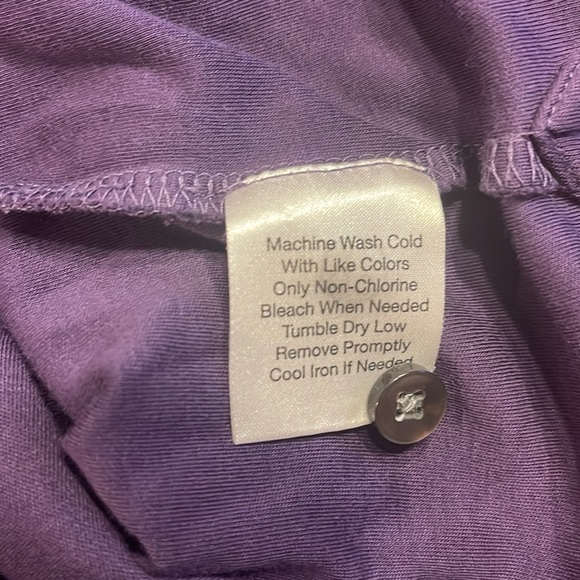 Machine Wash Cold
With Like Colors
Only Non-Chlorine
Bleach When Needed
Tumble Dry Low
Remove Promptly
Cool Iron If Needed